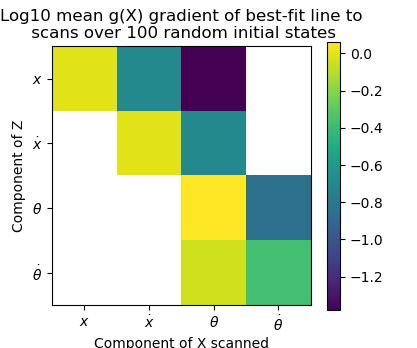 Log10 mean g(X) gradient of best-fit line to
scans over 100 random initial states
Component of Z
x
ẋ
θ
θ̇
x
ẋ
θ
θ̇
Component of X scanned
0.0
−0.2
−0.4
−0.6
−0.8
−1.0
−1.2